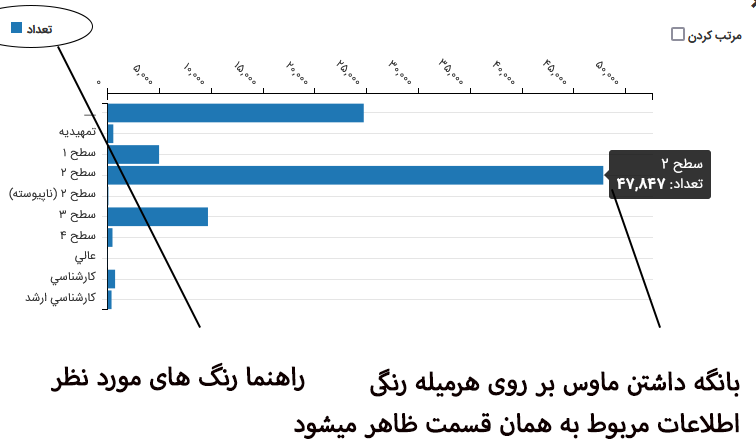 تعداد
مرتب کردن
۰ ۵,۰۰۰ ۱۰,۰۰۰ ۱۵,۰۰۰ ۲۰,۰۰۰ ۲۵,۰۰۰ ۳۰,۰۰۰ ۳۵,۰۰۰ ۴۰,۰۰۰ ۴۵,۰۰۰ ۵۰,۰۰۰
__
تمهیدیه
سطح ۱
سطح ۲
سطح ۲ (ناپیوسته)
سطح ۳
سطح ۴
عالي
کارشناسي
کارشناسي ارشد
سطح ۲
تعداد: ۴۷,۸۴۷
راهنما رنگ های مورد نظر
بانگه داشتن ماوس بر روی هرمیله رنگی
اطلاعات مربوط به همان قسمت ظاهر میشود